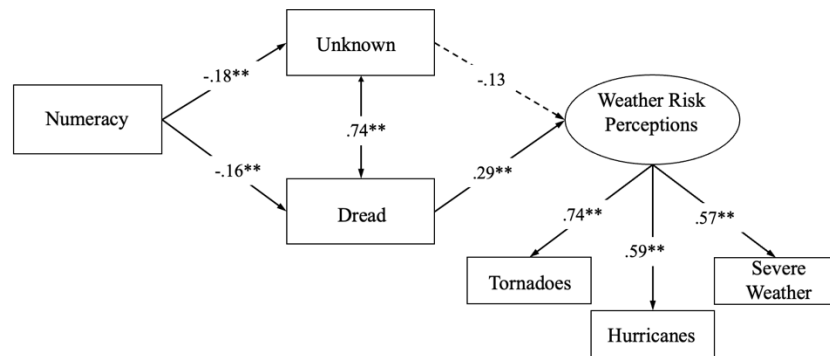 Unknown
-.18**
-.13
Numeracy
.74**
Weather Risk
Perceptions
-.16**
.29**
Dread
.74**
.57**
.59**
Tornadoes
Severe
Weather
Hurricanes